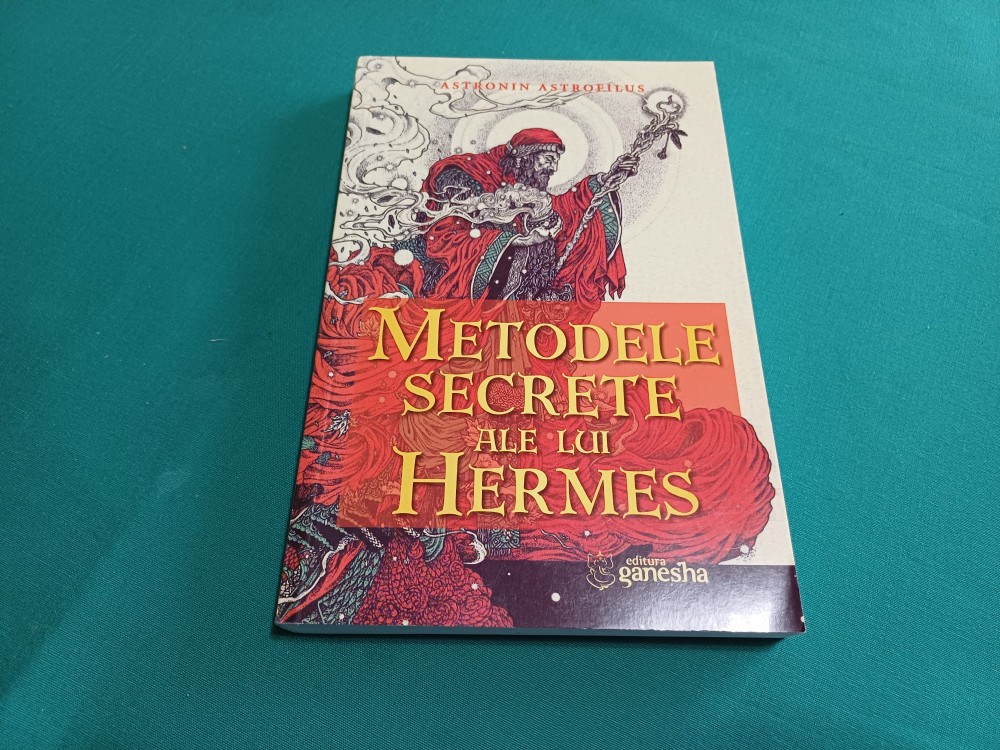 ASTRONIN ASTROFILUS
METODELE
SECRETE
ALE LUI
HERMES
editura
ganesha